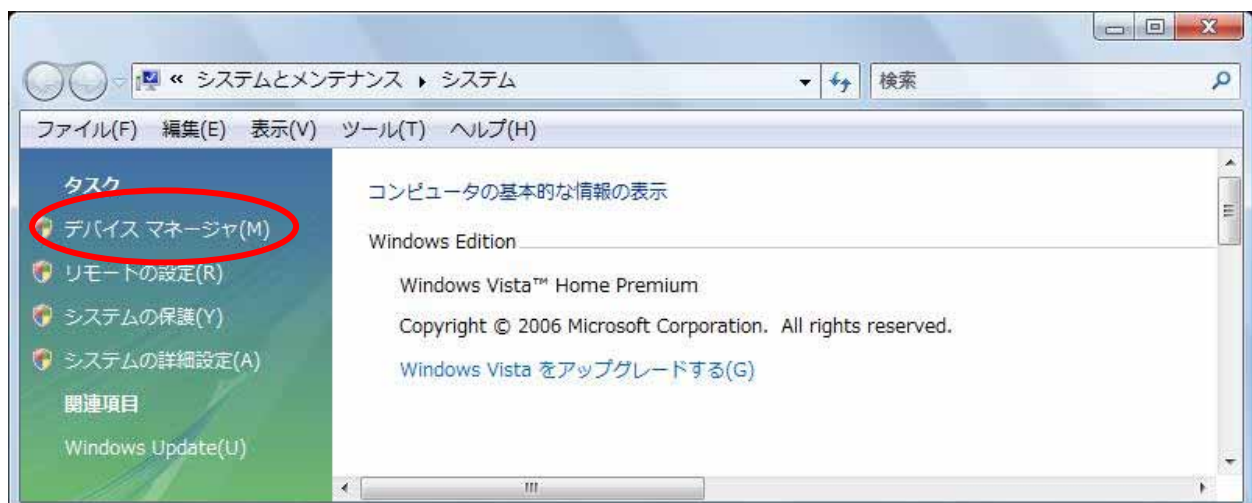 « システムとメンテナンス ▸ システム
検索
ファイル(F) 編集(E) 表示(V) ツール(T) ヘルプ(H)
タスク
デバイス マネージャ(M)
リモートの設定(R)
システムの保護(Y)
システムの詳細設定(A)
関連項目
Windows Update(U)
コンピュータの基本的な情報の表示
Windows Edition
Windows Vista™ Home Premium
Copyright © 2006 Microsoft Corporation. All rights reserved.
Windows Vista をアップグレードする(G)